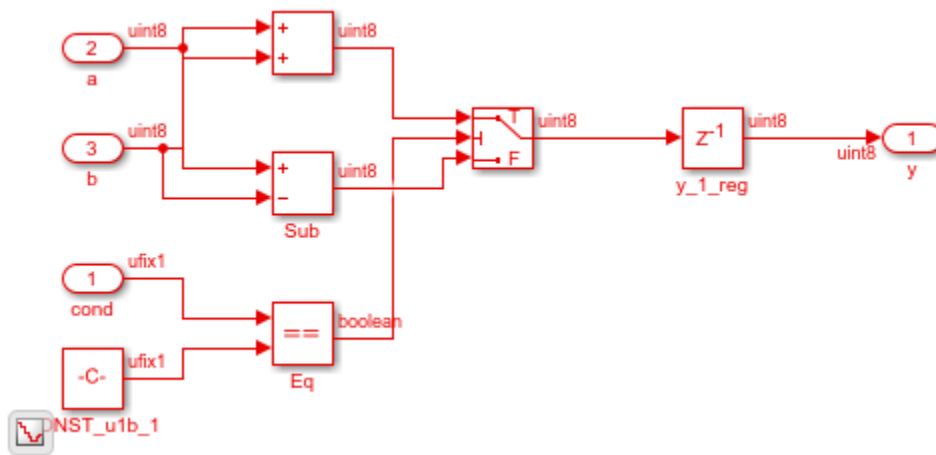 uint8
2
a
+
+
uint8
uint8
3
b
+
−
uint8
Sub
T
F
uint8
Z-1
uint8
y_1_reg
uint8
1
y
ufix1
1
cond
==
boolean
Eq
-C-
ufix1
NST_u1b_1